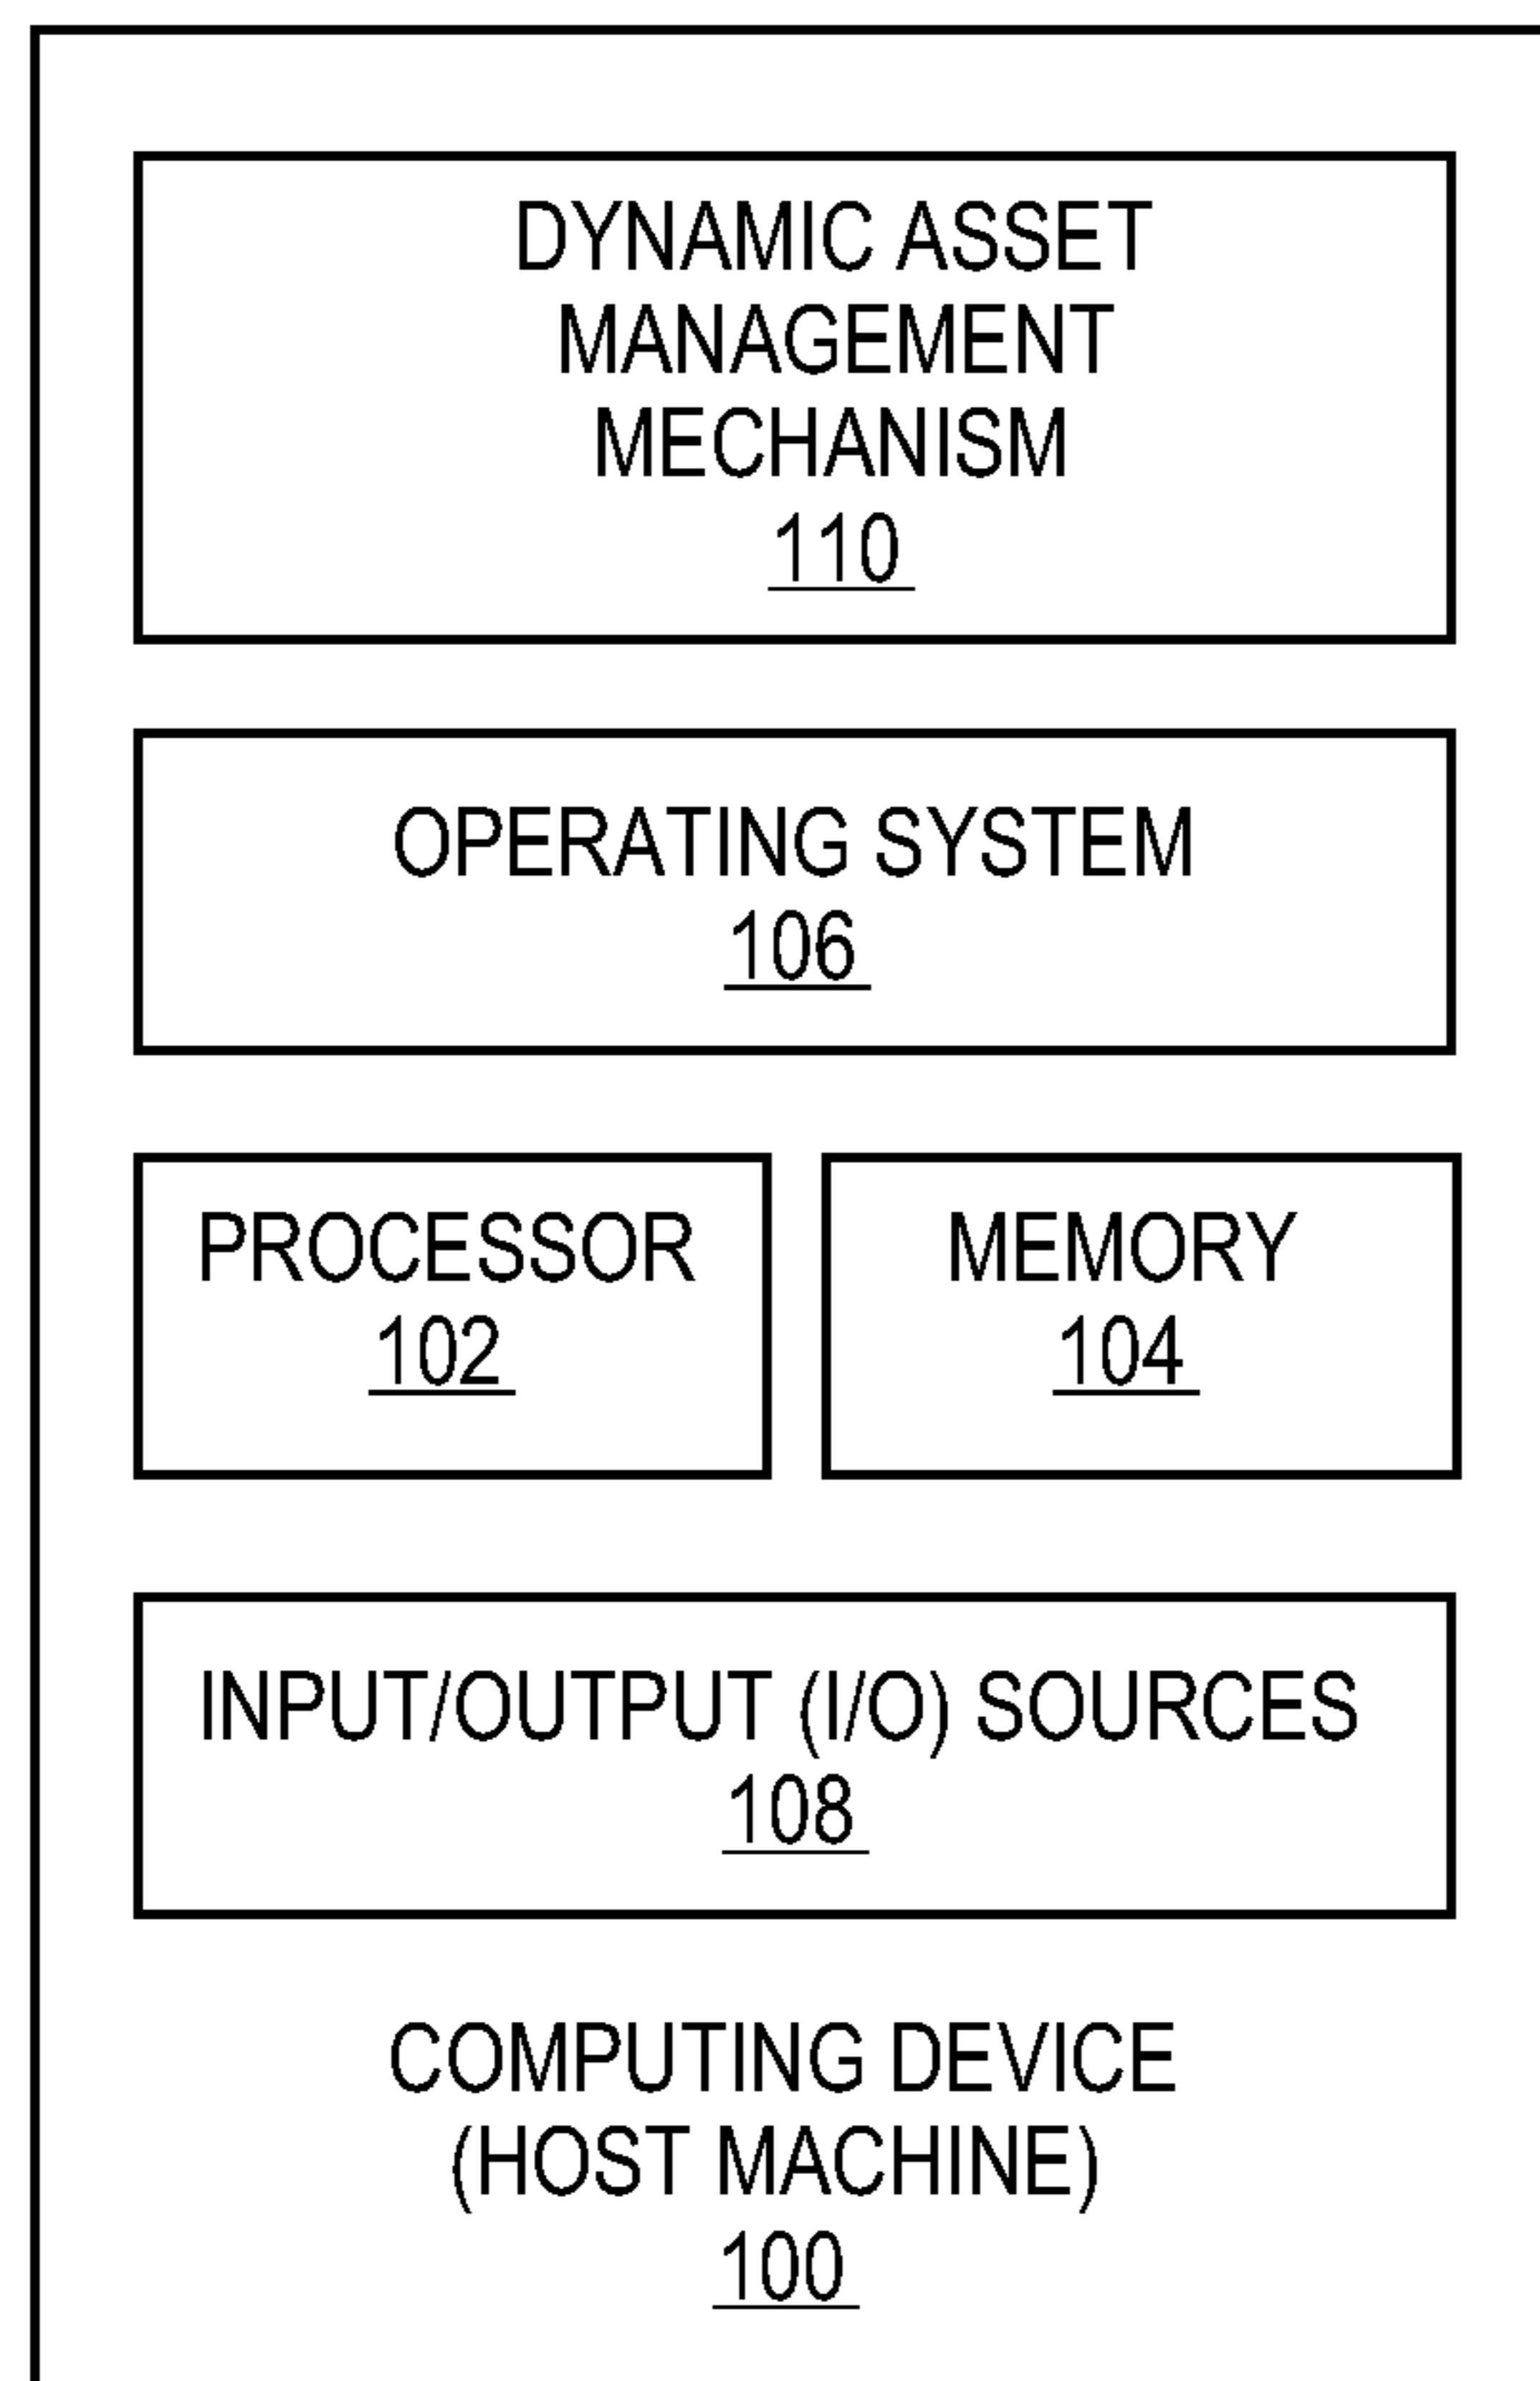 DYNAMIC ASSET
MANAGEMENT
MECHANISM
110
OPERATING SYSTEM
106
PROCESSOR
102
MEMORY
104
INPUT/OUTPUT (I/O) SOURCES
108
COMPUTING DEVICE
(HOST MACHINE)
100